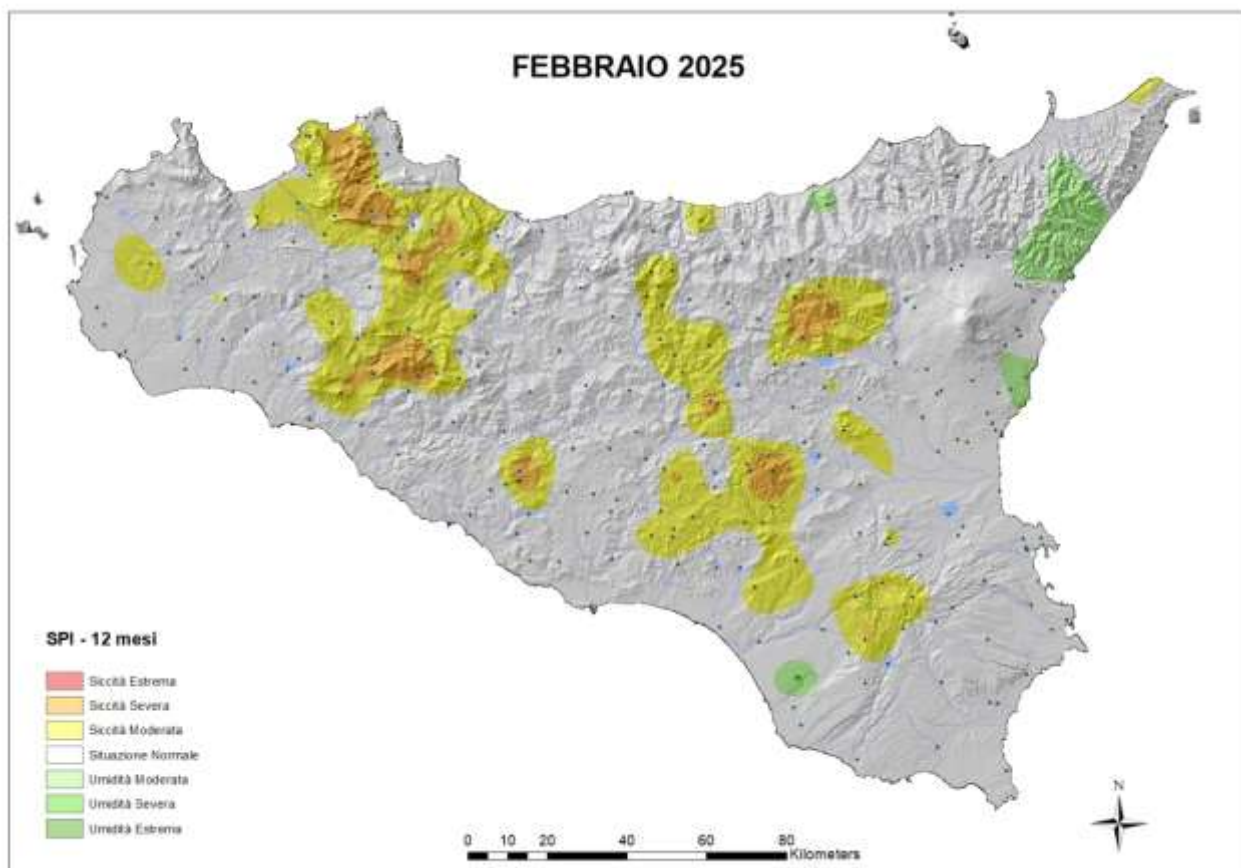 FEBBRAIO 2025
SPI - 12 mesi
Siccità Estrema
Siccità Severa
Siccità Moderata
Situazione Normale
Umidità Moderata
Umidità Severa
Umidità Estrema
N
0 10 20 40 60 80
Kilometers